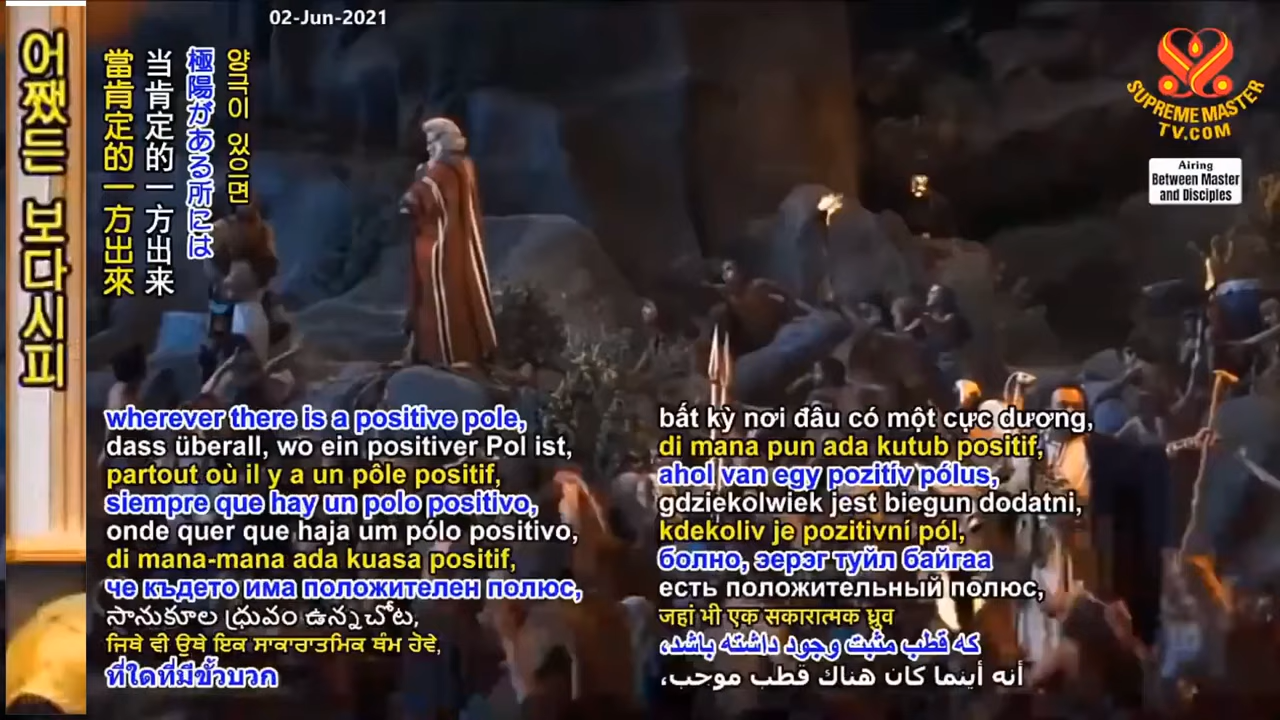 02-Jun-2021
어쨌든 보다시피
當肯定的一方出來
当肯定的一方出来
極陽がある所には
양극이 있으면
SUPREME MASTER
TV.COM
Airing
Between Master
and Disciples
wherever there is a positive pole,
dass überall, wo ein positiver Pol ist,
partout où il y a un pôle positif,
siempre que hay un polo positivo,
onde quer que haja um pólo positivo,
di mana-mana ada kuasa positif,
че където има положителен полюс,
సానుకూల ధ్రువం ఉన్నచోట,
ਜਿਥੇ ਵੀ ਉਥੇ ਇਕ ਸਾਕਾਰਾਤਮਿਕ ਥੰਮ ਹੋਵੇ,
ที่ใดที่มีขั้วบวก
bất kỳ nơi đâu có một cực dương,
di mana pun ada kutub positif,
ahol van egy pozitív pólus,
gdziekolwiek jest biegun dodatni,
kdekoliv je pozitivní pól,
болно, эерэг туйл байгаа
есть положительный полюс,
जहां भी एक सकारात्मक ध्रुव
که قطب مثبت وجود داشته باشد،
أنه أينما كان هناك قطب موجب،